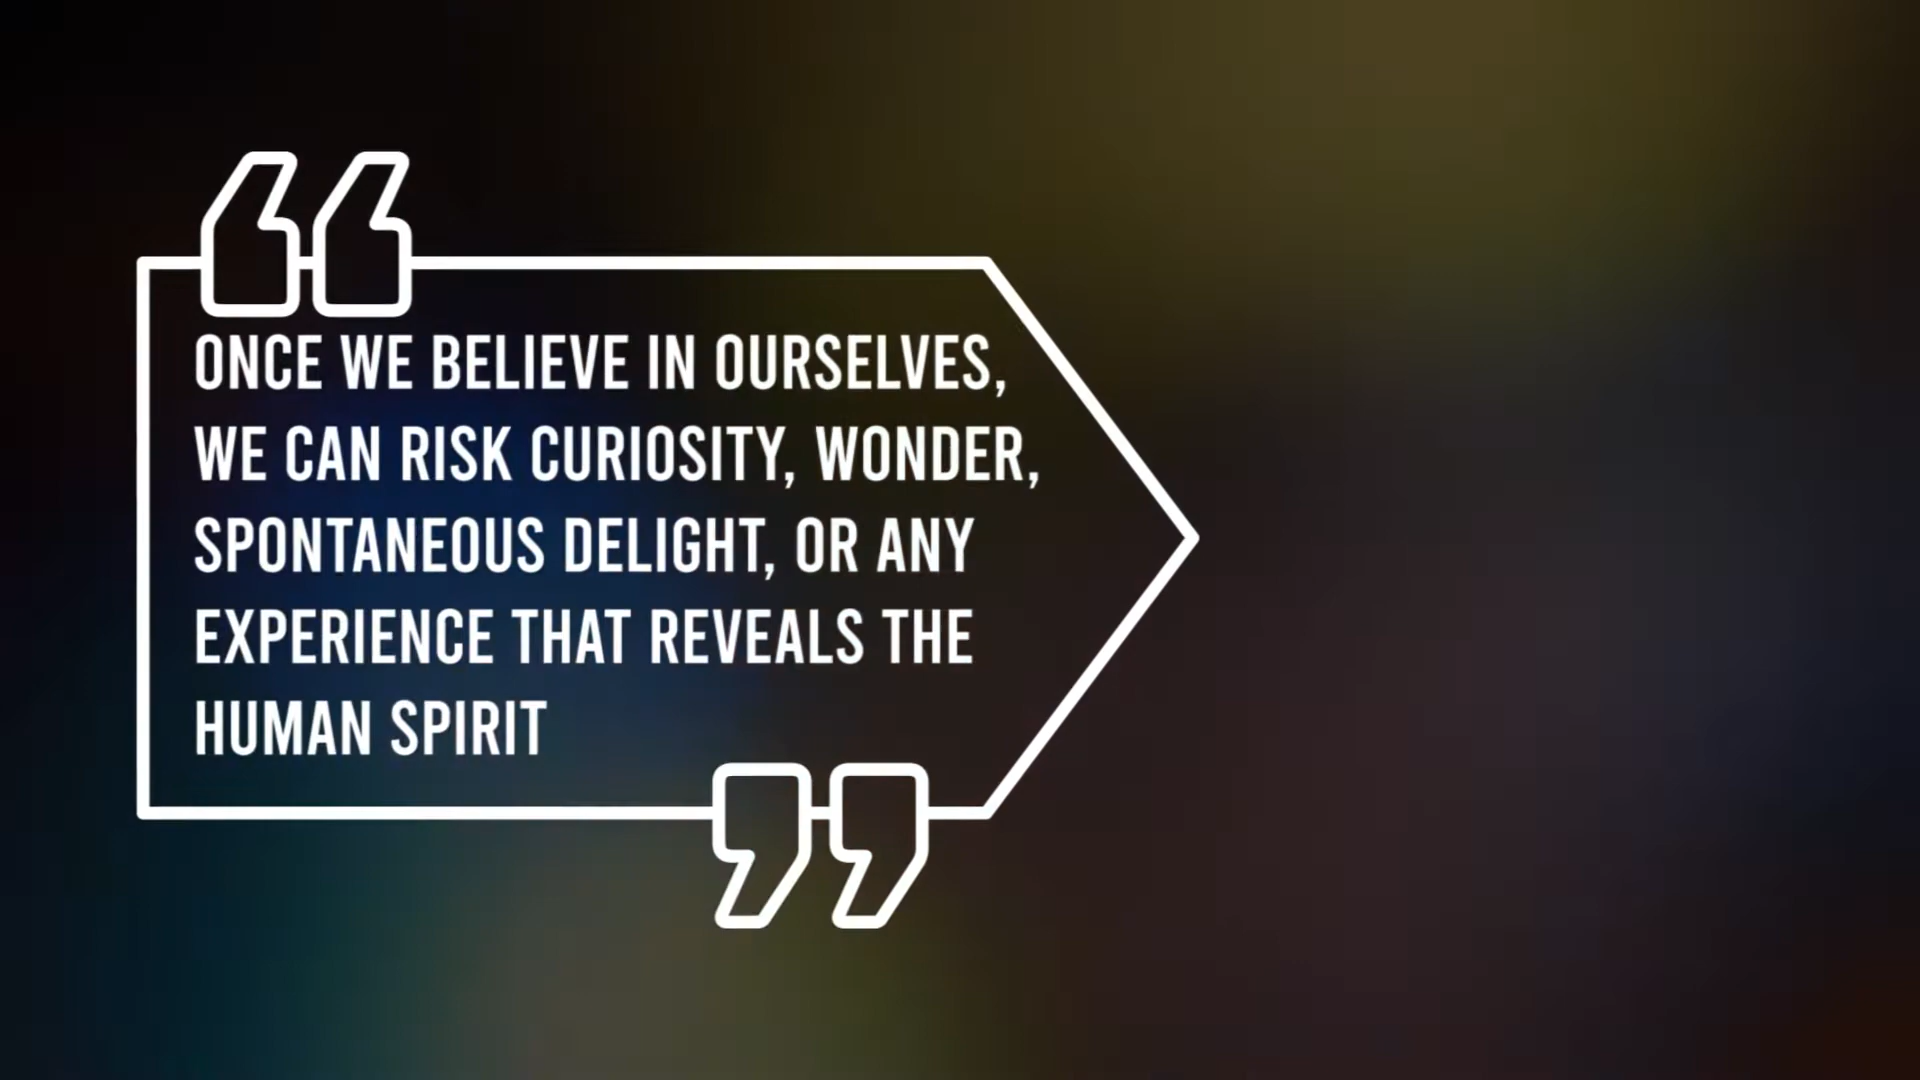 ONCE WE BELIEVE IN OURSELVES,
WE CAN RISK CURIOSITY, WONDER,
SPONTANEOUS DELIGHT, OR ANY
EXPERIENCE THAT REVEALS THE
HUMAN SPIRIT